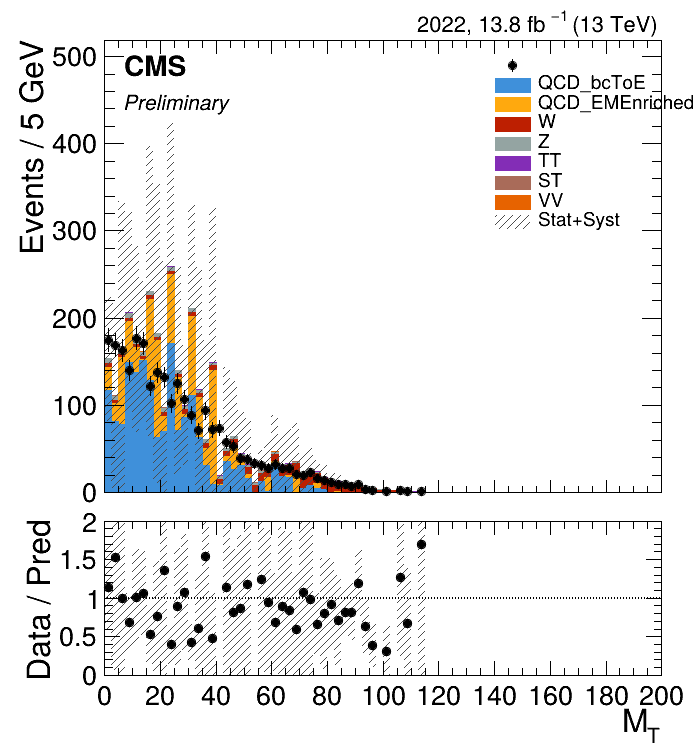 2022, 13.8 fb⁻¹ (13 TeV)
CMS
Preliminary
QCD_bcToE
QCD_EMEnriched
W
Z
TT
ST
VV
Stat+Syst
Events / 5 GeV
500
400
300
200
100
0
Data / Pred
2
1.5
1
0.5
0
0 20 40 60 80 100 120 140 160 180 200
M_T